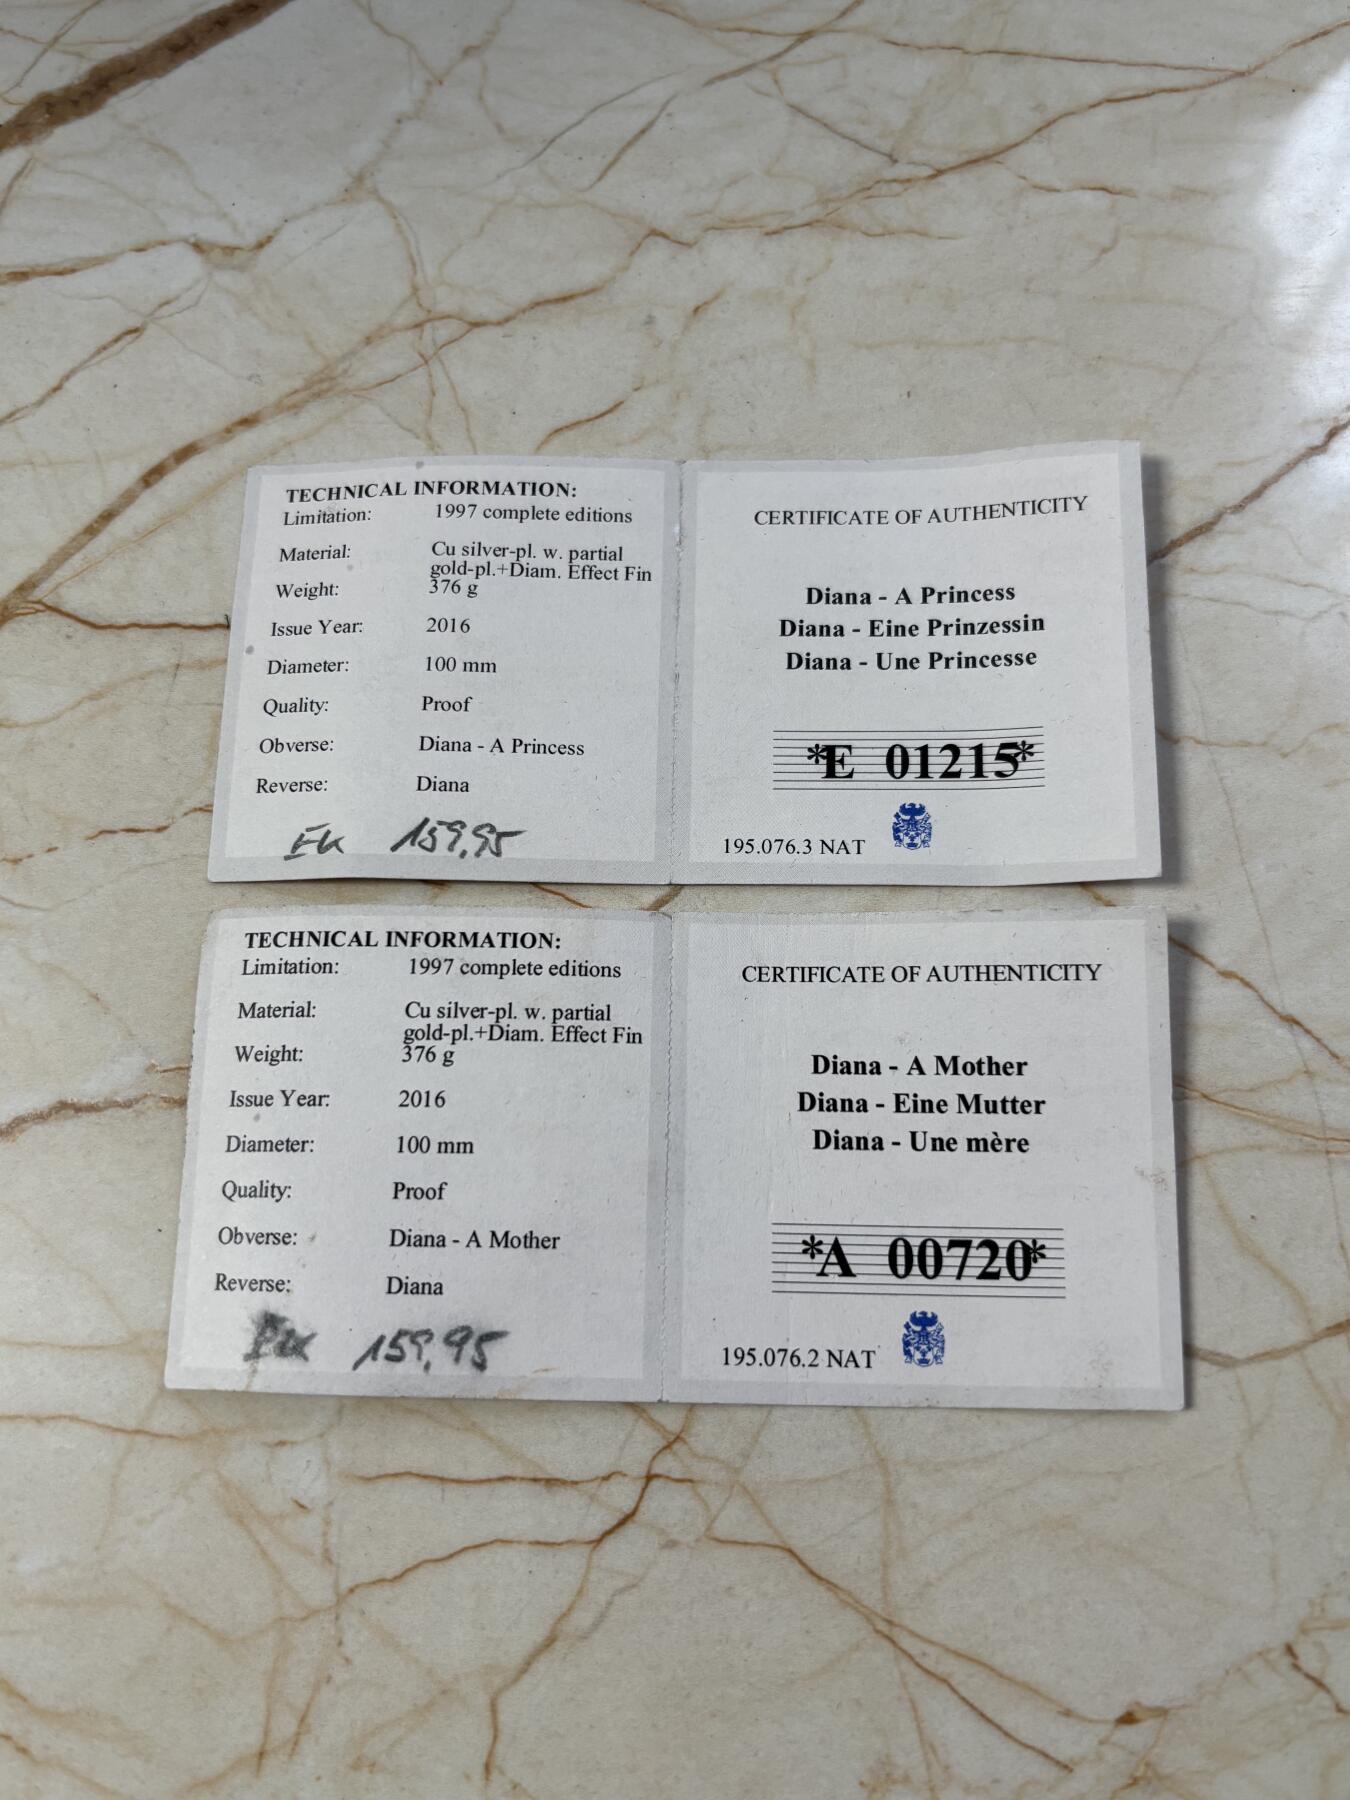 TECHNICAL INFORMATION:
Limitation: 1997 complete editions
Material: Cu silver-pl. w. partial
gold-pl.+Diam. Effect Fin
Weight: 376 g
Issue Year: 2016
Diameter: 100 mm
Quality: Proof
Obverse: Diana - A Princess
Reverse: Diana
EK 159,95
CERTIFICATE OF AUTHENTICITY
Diana - A Princess
Diana - Eine Prinzessin
Diana - Une Princesse
*E 01215*
195.076.3 NAT
TECHNICAL INFORMATION:
Limitation: 1997 complete editions
Material: Cu silver-pl. w. partial
gold-pl.+Diam. Effect Fin
Weight: 376 g
Issue Year: 2016
Diameter: 100 mm
Quality: Proof
Obverse: Diana - A Mother
Reverse: Diana
159,95
CERTIFICATE OF AUTHENTICITY
Diana - A Mother
Diana - Eine Mutter
Diana - Une mère
*A 00720*
195.076.2 NAT